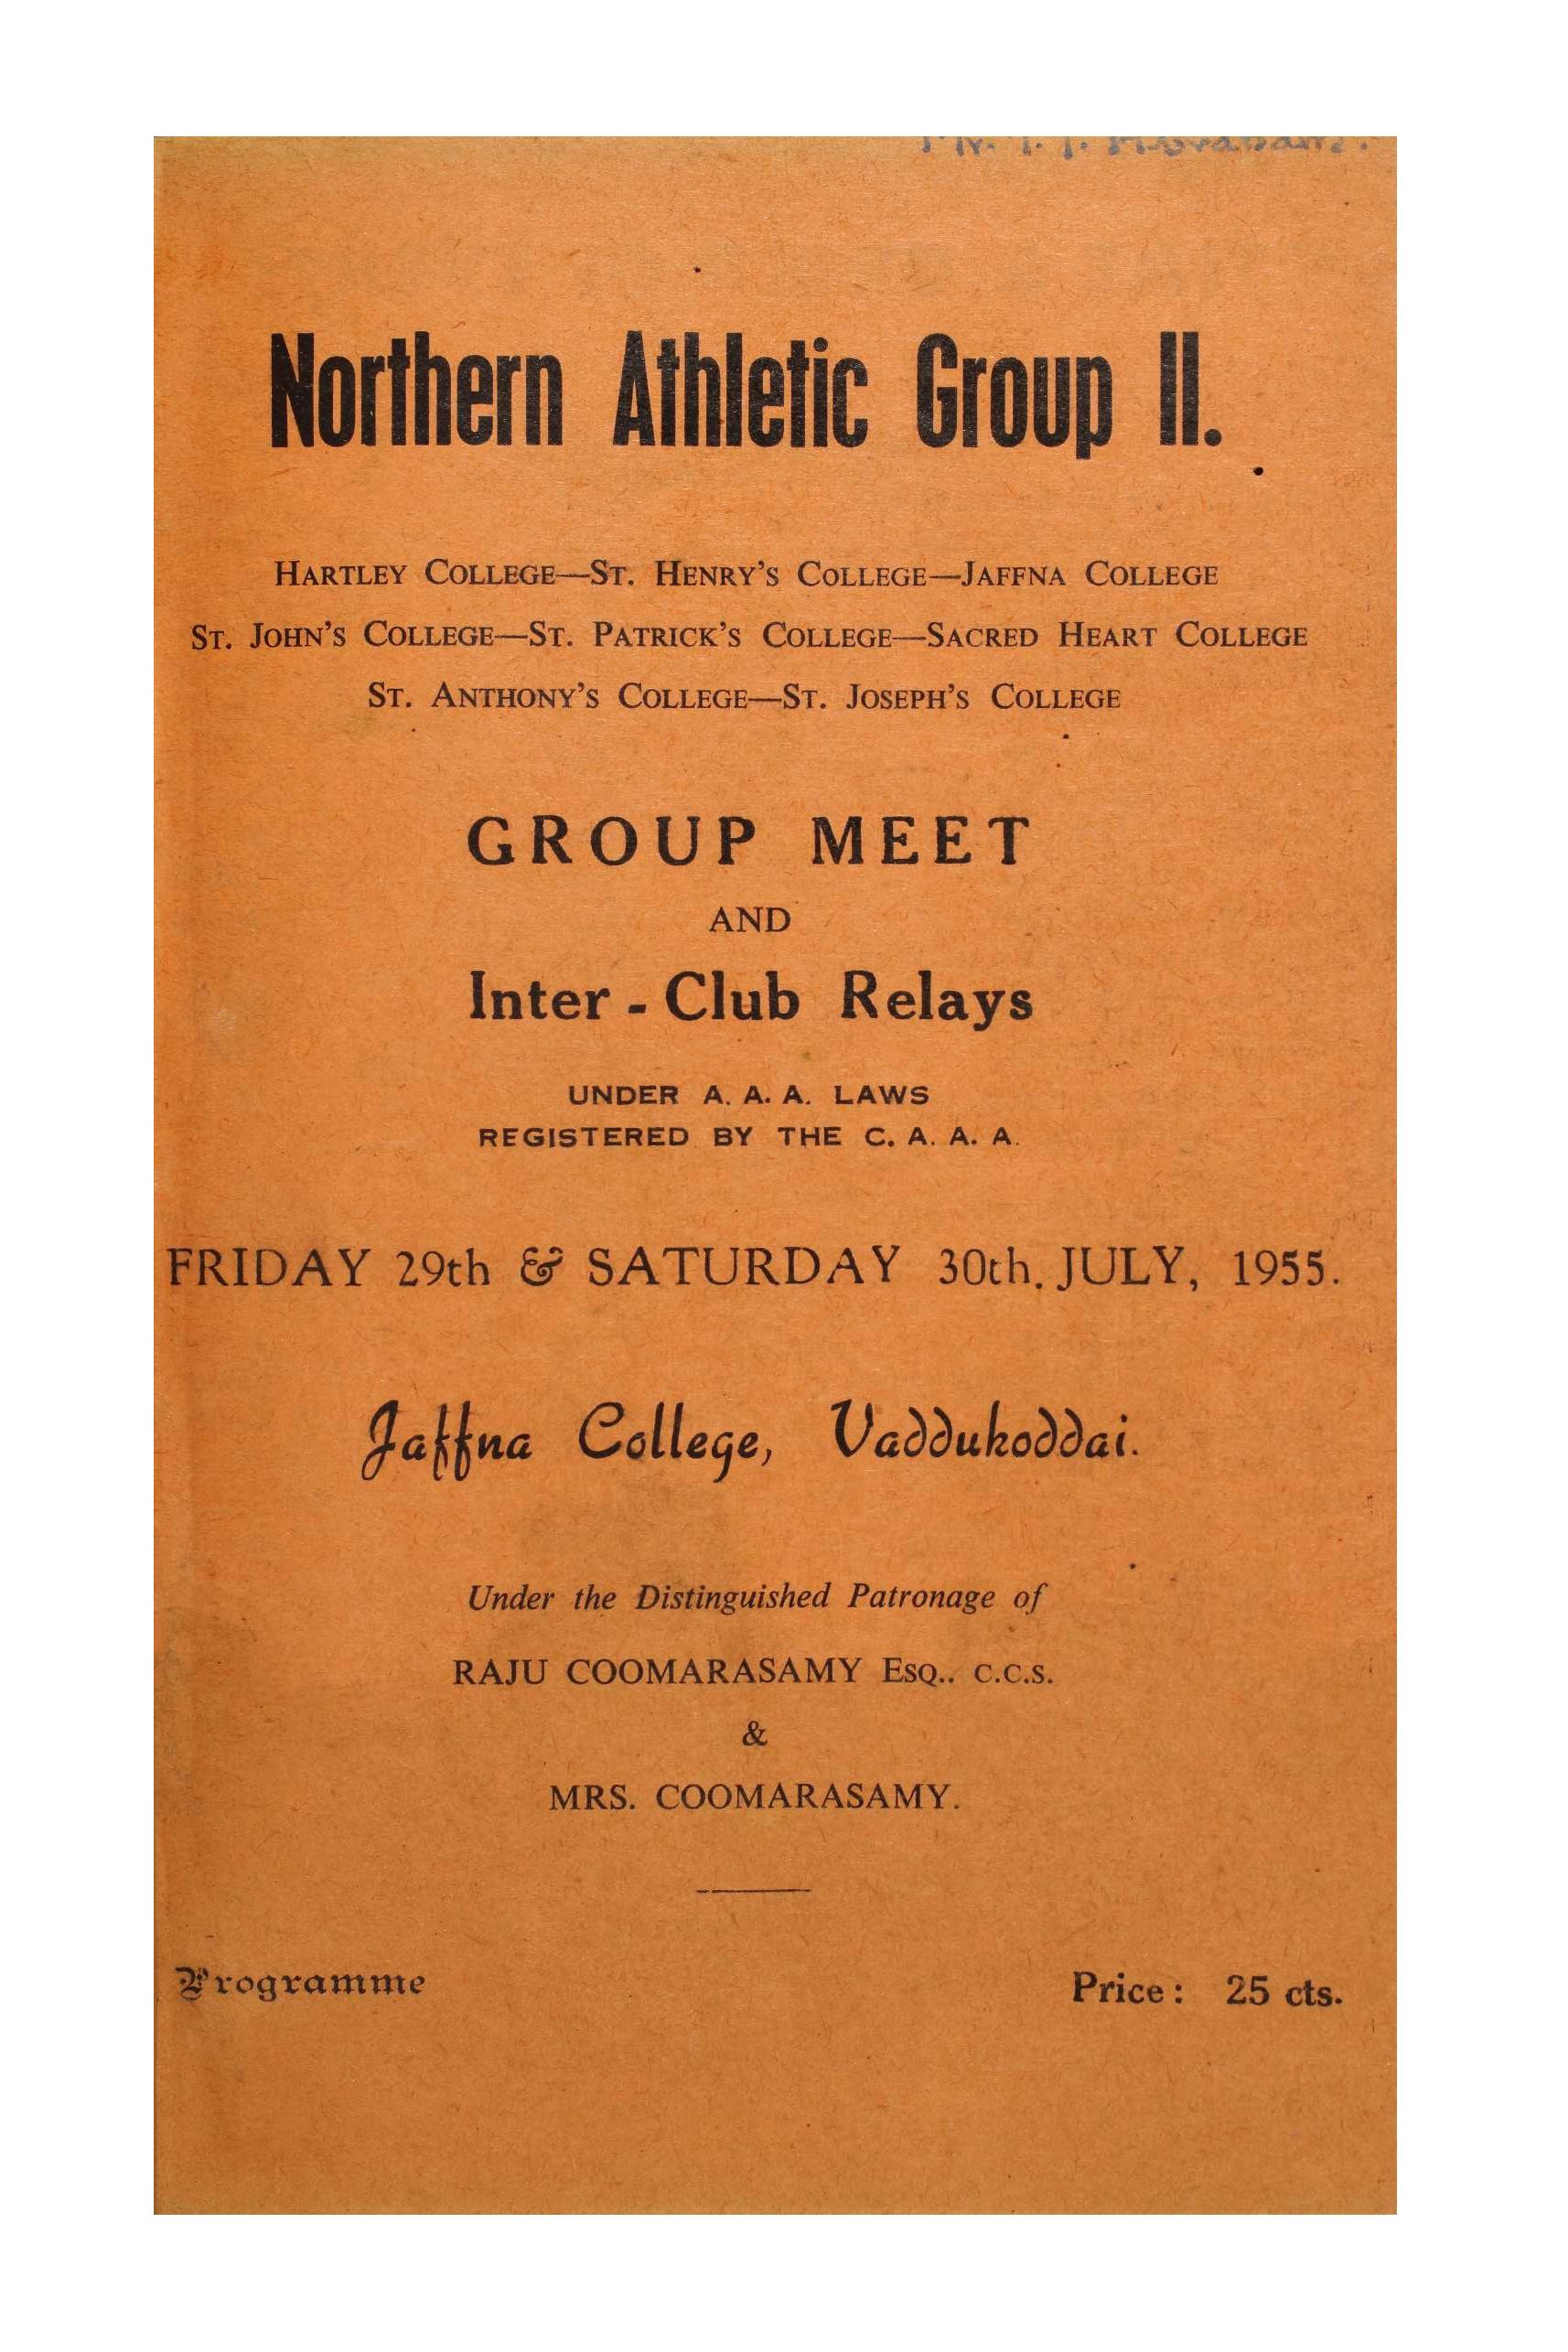 Northern Athletic Group II.
HARTLEY COLLEGE—ST. HENRY'S COLLEGE—JAFFNA COLLEGE
ST. JOHN'S COLLEGE—ST. PATRICK'S COLLEGE—SACRED HEART COLLEGE
ST. ANTHONY'S COLLEGE—ST. JOSEPH'S COLLEGE
GROUP MEET
AND
Inter - Club Relays
UNDER A. A. A. LAWS
REGISTERED BY THE C. A. A. A.
FRIDAY 29th & SATURDAY 30th. JULY, 1955.
Jaffna College, Vaddukoddai.
Under the Distinguished Patronage of
RAJU COOMARASAMY ESQ.. C.C.S.
&
MRS. COOMARASAMY.
Programme
Price : 25 cts.